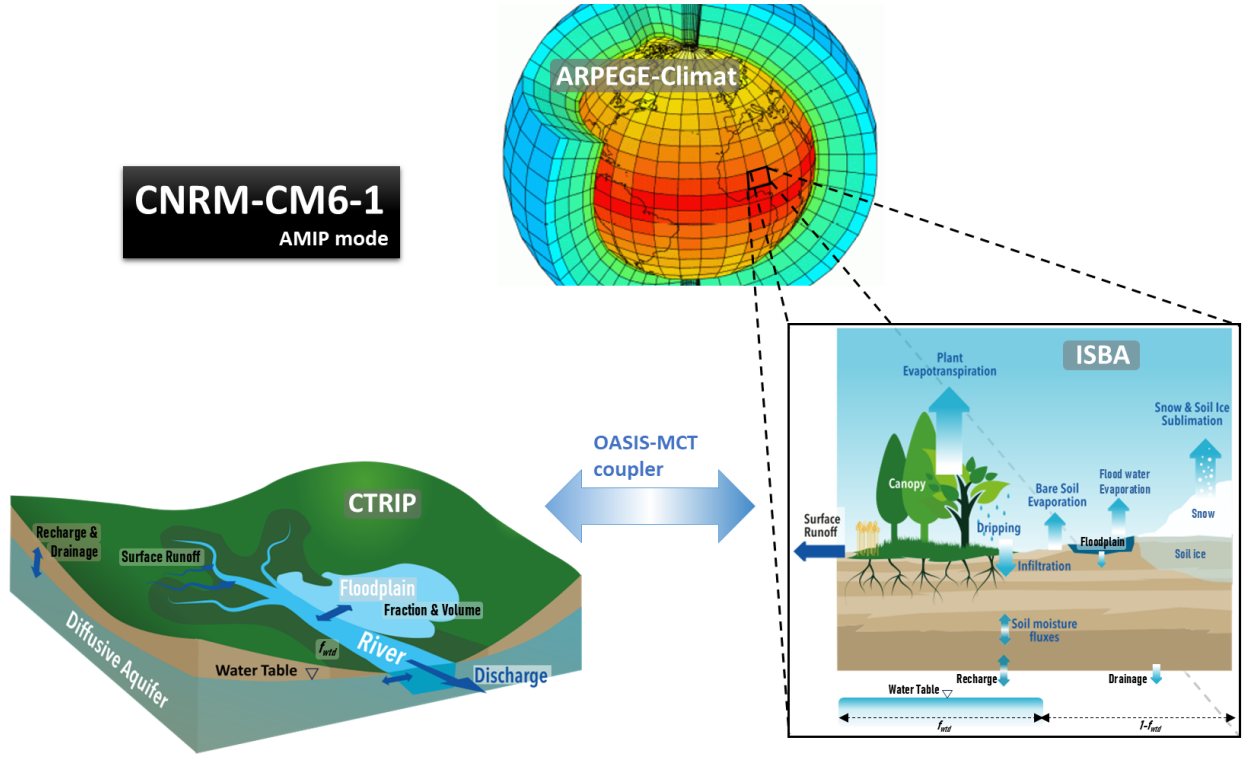 ARPEGE-Climat
CNRM-CM6-1
AMIP mode
ISBA
Plant
Evapotranspiration
Snow & Soil Ice
Sublimation
OASIS-MCT
coupler
Canopy
Bare Soil
Evaporation
Flood water
Evaporation
Snow
Surface
Runoff
Dripping
Floodplain
Soil ice
Infiltration
Soil moisture
fluxes
Recharge
Drainage
Water Table
fwtd
1-fwtd
CTRIP
Recharge &
Drainage
Surface Runoff
Floodplain
Fraction & Volume
fwtd
River
Diffusive Aquifer
Water Table
Discharge